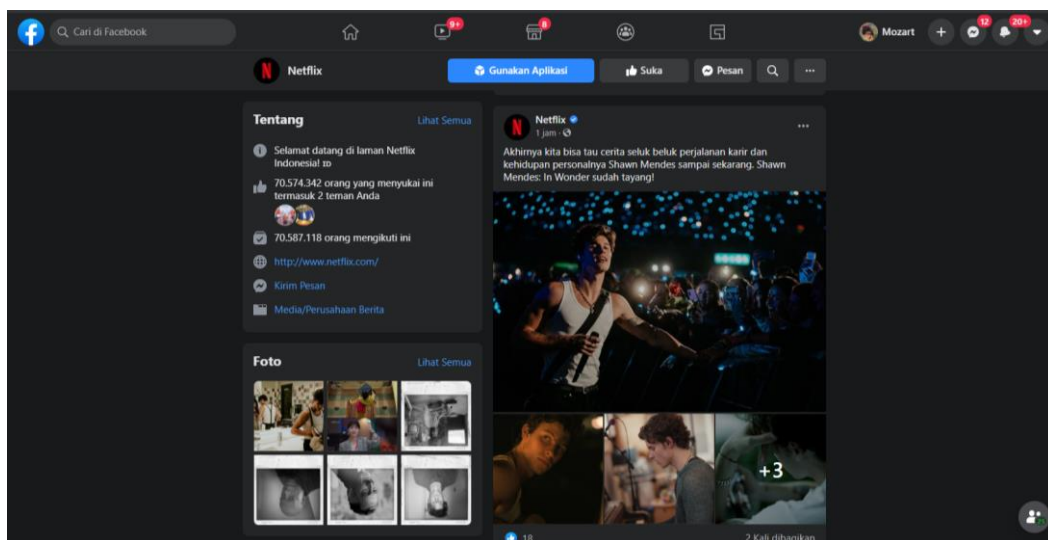 Cari di Facebook
9+
8
Mozart
12
20+
N
Netflix
Gunakan Aplikasi
Suka
Pesan
Tentang
Lihat Semua
Selamat datang di laman Netflix
Indonesia! ID
70.574.342 orang yang menyukai ini
termasuk 2 teman Anda
70.587.118 orang mengikuti ini
http://www.netflix.com/
Kirim Pesan
Media/Perusahaan Berita
Foto
Lihat Semua
N
Netflix
1 jam
Akhirnya kita bisa tau cerita seluk beluk perjalanan karir dan
kehidupan personalnya Shawn Mendes sampai sekarang. Shawn
Mendes: In Wonder sudah tayang!
+3
18
2 Kali dibagikan